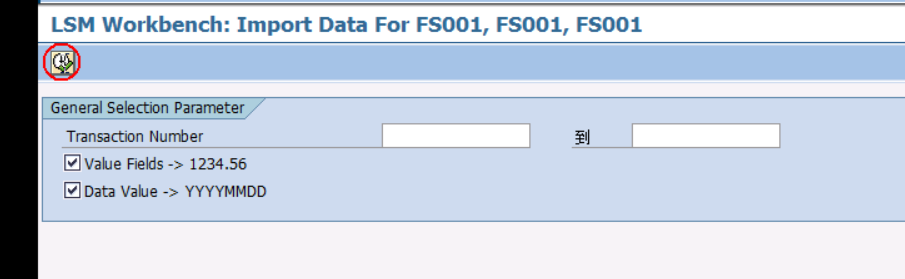 LSM Workbench: Import Data For FS001, FS001, FS001
General Selection Parameter
Transaction Number 到
Value Fields -> 1234.56
Data Value -> YYYYMMDD